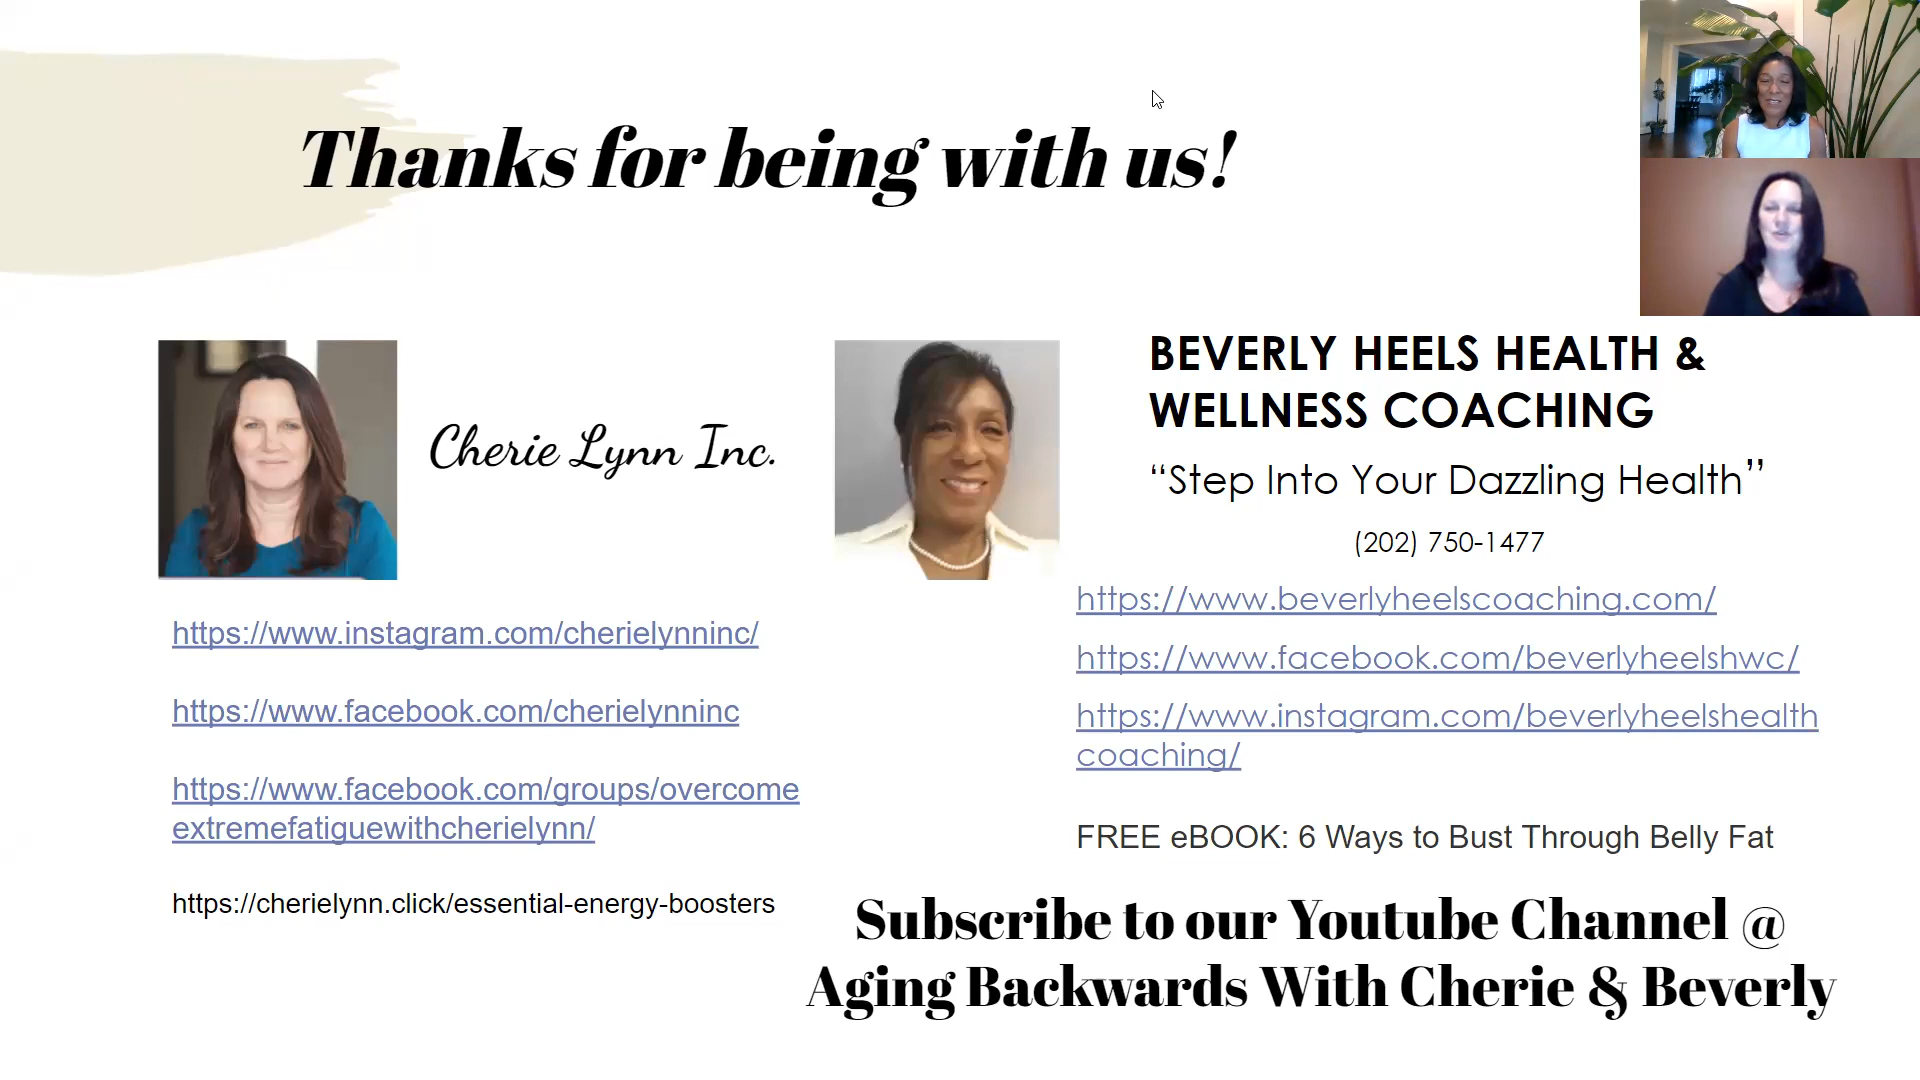 Thanks for being with us!
Cherie Lynn Inc.
https://www.instagram.com/cherielynninc/
https://www.facebook.com/cherielynninc
https://www.facebook.com/groups/overcome
extremefatiguewithcherielynn/
https://cherielynn.click/essential-energy-boosters
BEVERLY HEELS HEALTH &
WELLNESS COACHING
“Step Into Your Dazzling Health”
(202) 750-1477
https://www.beverlyheelscoaching.com/
https://www.facebook.com/beverlyheelshwc/
https://www.instagram.com/beverlyheelshealth
coaching/
FREE eBOOK: 6 Ways to Bust Through Belly Fat
Subscribe to our Youtube Channel @
Aging Backwards With Cherie & Beverly